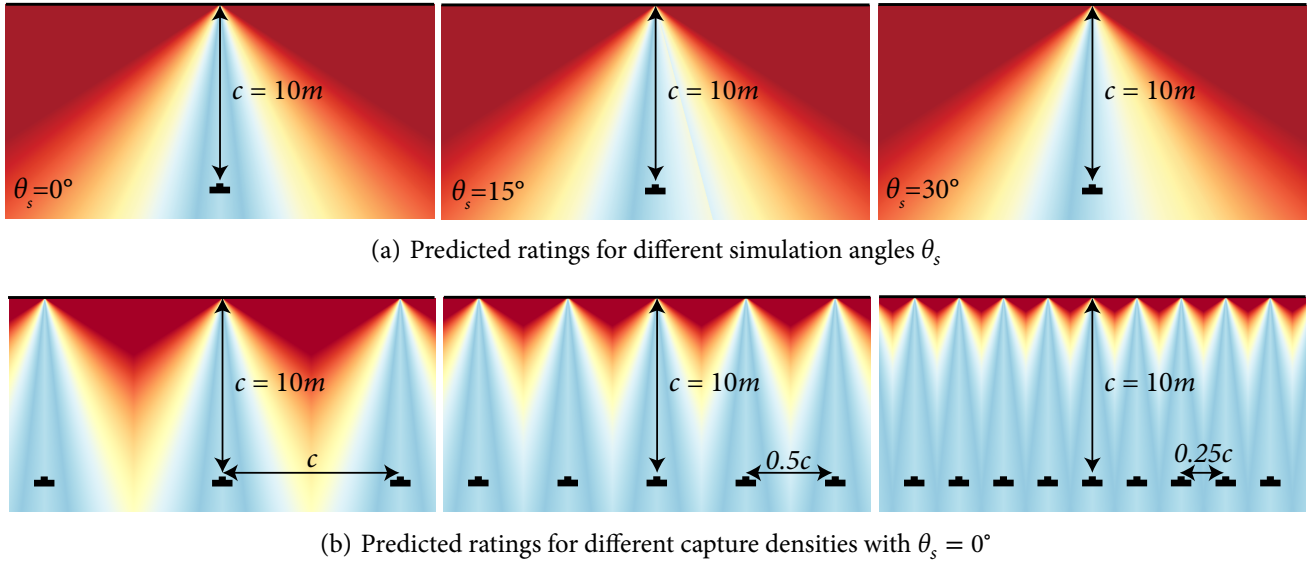 c = 10m
c = 10m
c = 10m
θs=0°
θs=15°
θs=30°
(a) Predicted ratings for different simulation angles θs
c = 10m
c = 10m
c = 10m
c
0.5c
0.25c
(b) Predicted ratings for different capture densities with θs = 0°